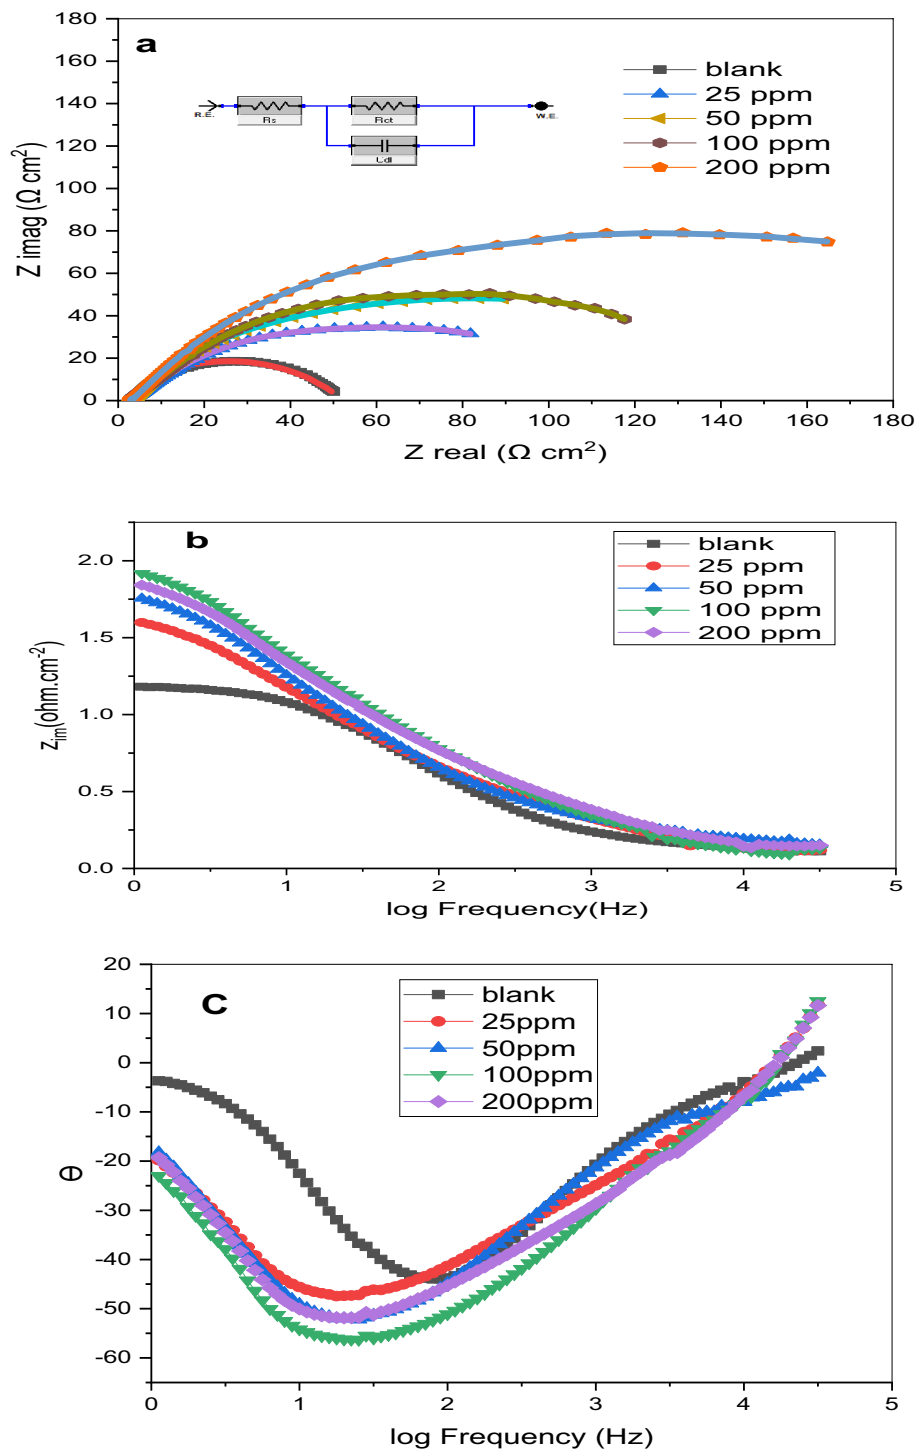 a
180
160
140
120
100
80
60
40
20
0
Z imag (Ω cm²)
R.E.
Rs
Rct
W.E.
blank
25 ppm
50 ppm
100 ppm
200 ppm
0 20 40 60 80 100 120 140 160 180
Z real (Ω cm²)
b
2.0
1.5
1.0
0.5
0.0
z_im(ohm.cm⁻²)
blank
25 ppm
50 ppm
100 ppm
200 ppm
0 1 2 3 4 5
log Frequency(Hz)
C
20
10
0
-10
-20
-30
-40
-50
-60
Θ
blank
25ppm
50ppm
100ppm
200ppm
0 1 2 3 4 5
log Frequency (Hz)